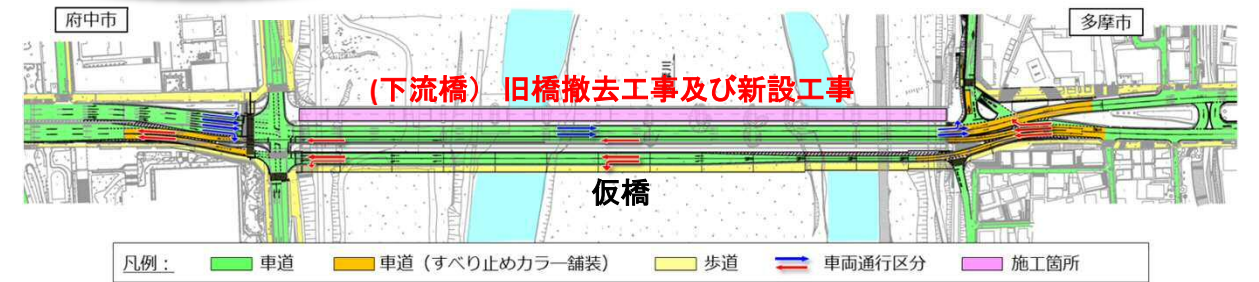 府中市
多摩市
(下流橋） 旧橋撤去工事及び新設工事
仮橋
凡例：
車道
車道（すべり止めカラー舗装）
歩道
車両通行区分
施工箇所